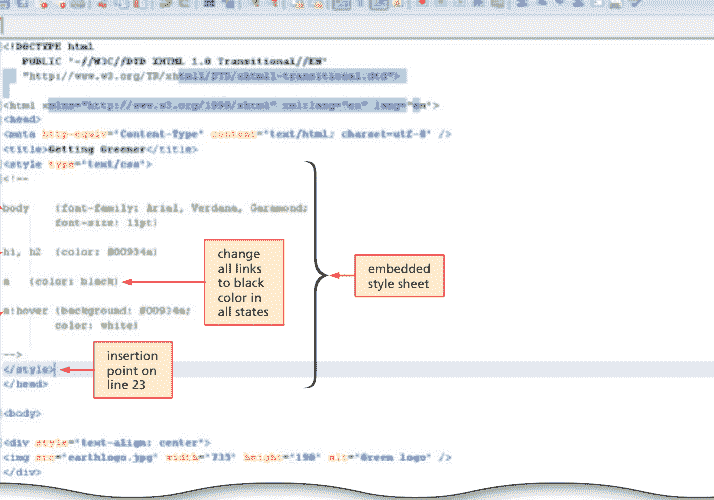 <!DOCTYPE html
PUBLIC "-//W3C//DTD XHTML 1.0 Transitional//EN"
"http://www.w3.org/TR/xhtml1/DTD/xhtml1-transitional.dtd">
<html xmlns="http://www.w3.org/1999/xhtml" xml:lang="en" lang="en">
<head>
<meta http-equiv="Content-Type" content="text/html; charset=utf-8" />
<title>Getting Greener</title>
<style type="text/css">
<!--
body {font-family: Arial, Verdana, Garamond;
font-size: 11pt}
h1, h2 {color: #00934a}
a {color: black}
a:hover {background: #00934a;
color: white}
-->
</style>
</head>
<body>
<div style="text-align: center">
<img src="earthlogo.jpg" width="735" height="198" alt="Green logo" />
</div>
change
all links
to black
color in
all states
embedded
style sheet
insertion
point on
line 23